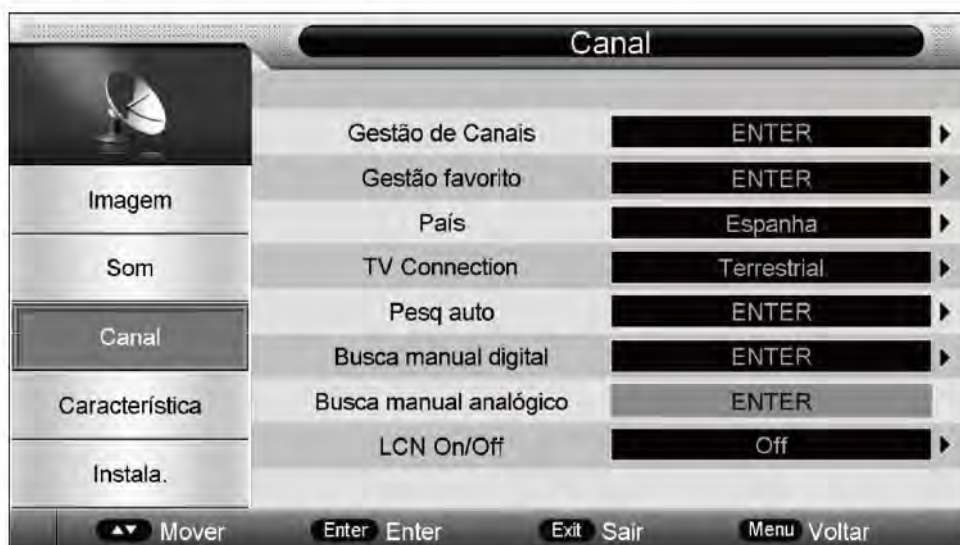 Canal
Imagem
Som
Canal
Característica
Instala.
Gestão de Canais ENTER
Gestão favorito ENTER
País Espanha
TV Connection Terrestrial
Pesq auto ENTER
Busca manual digital ENTER
Busca manual analógico ENTER
LCN On/Off Off
Mover Enter Enter Exit Sair Menu Voltar